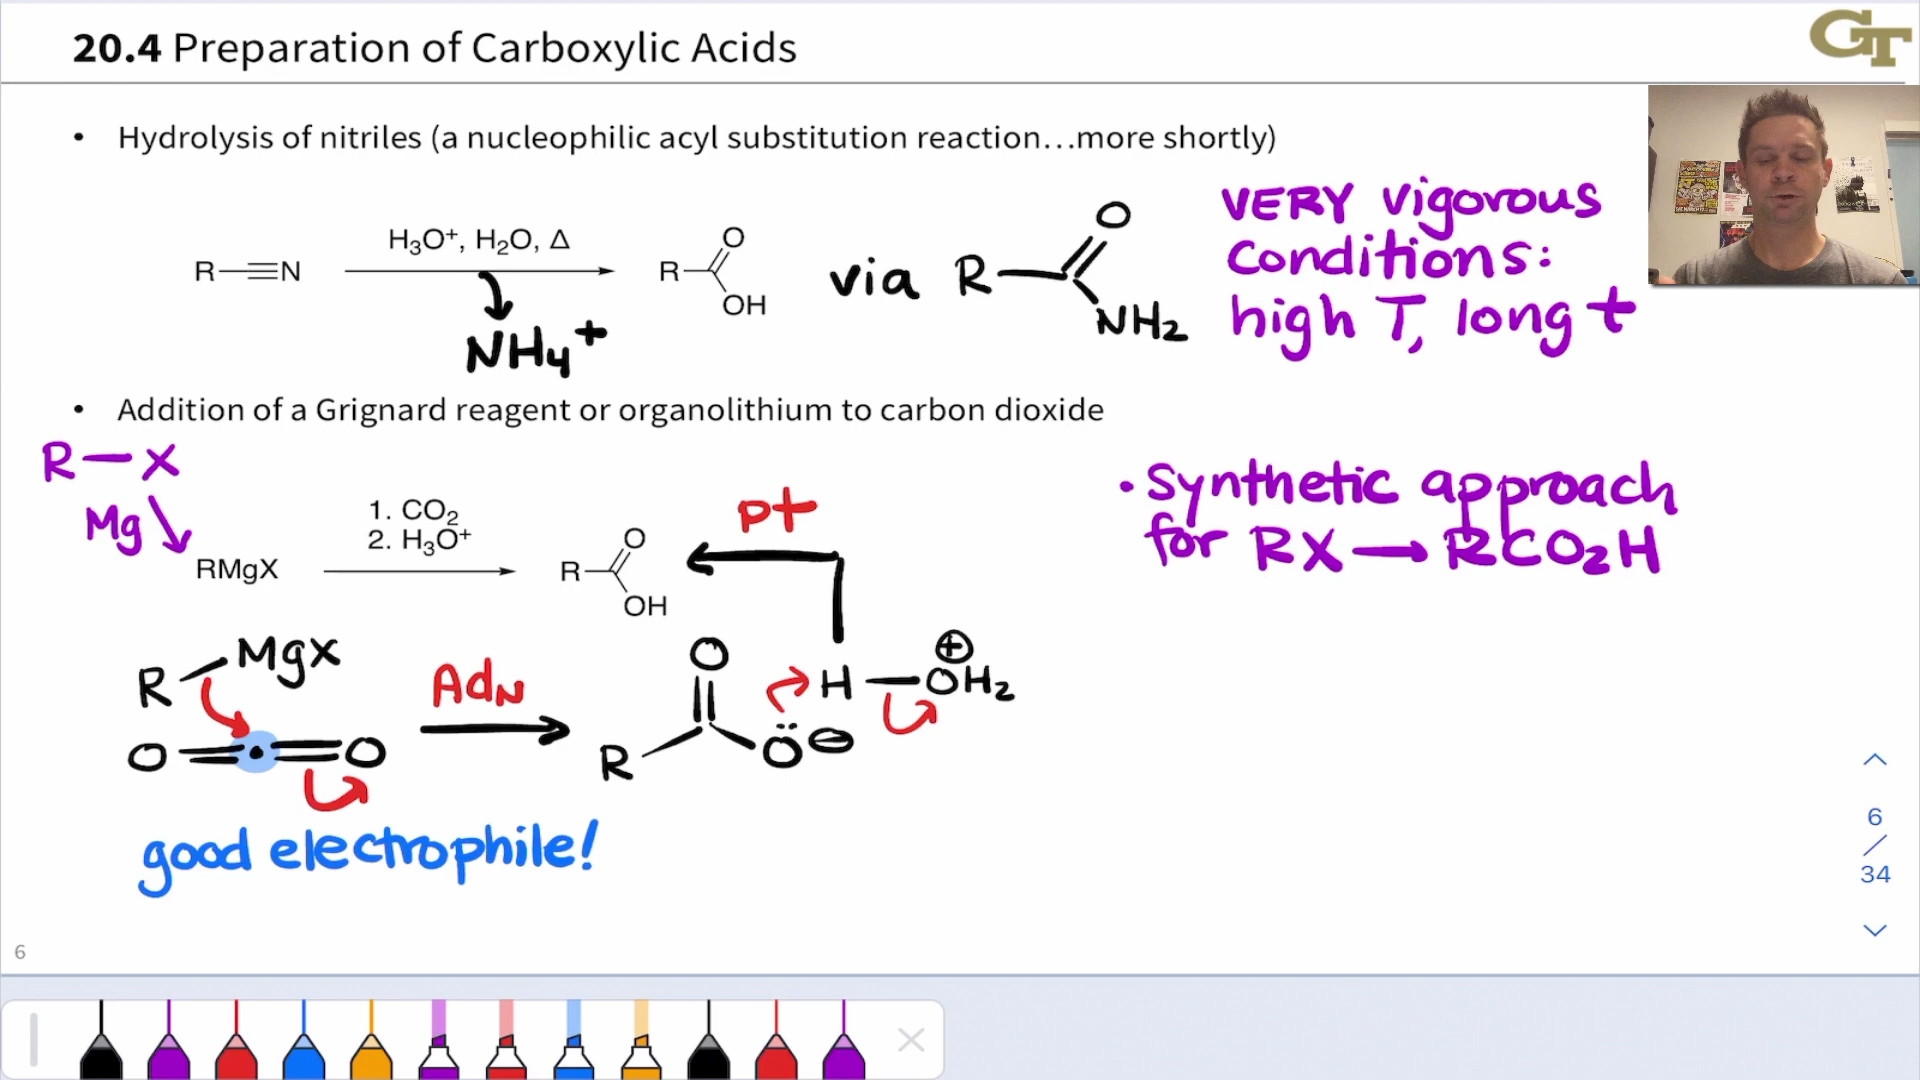 20.4 Preparation of Carboxylic Acids
GT
• Hydrolysis of nitriles (a nucleophilic acyl substitution reaction…more shortly)
H₃O⁺, H₂O, Δ
R≡N
R O OH
NH₄⁺
via R O NH₂
VERY vigorous
conditions:
high T, long t
• Addition of a Grignard reagent or organolithium to carbon dioxide
R–X
Mg
1. CO₂
2. H₃O⁺
RMgX
R O OH
pt
• Synthetic approach
for RX → RCO₂H
R MgX
O=•=O
AdN
R O Ö ⊖
H–OH₂ ⊕
good electrophile!
6
/
34
6